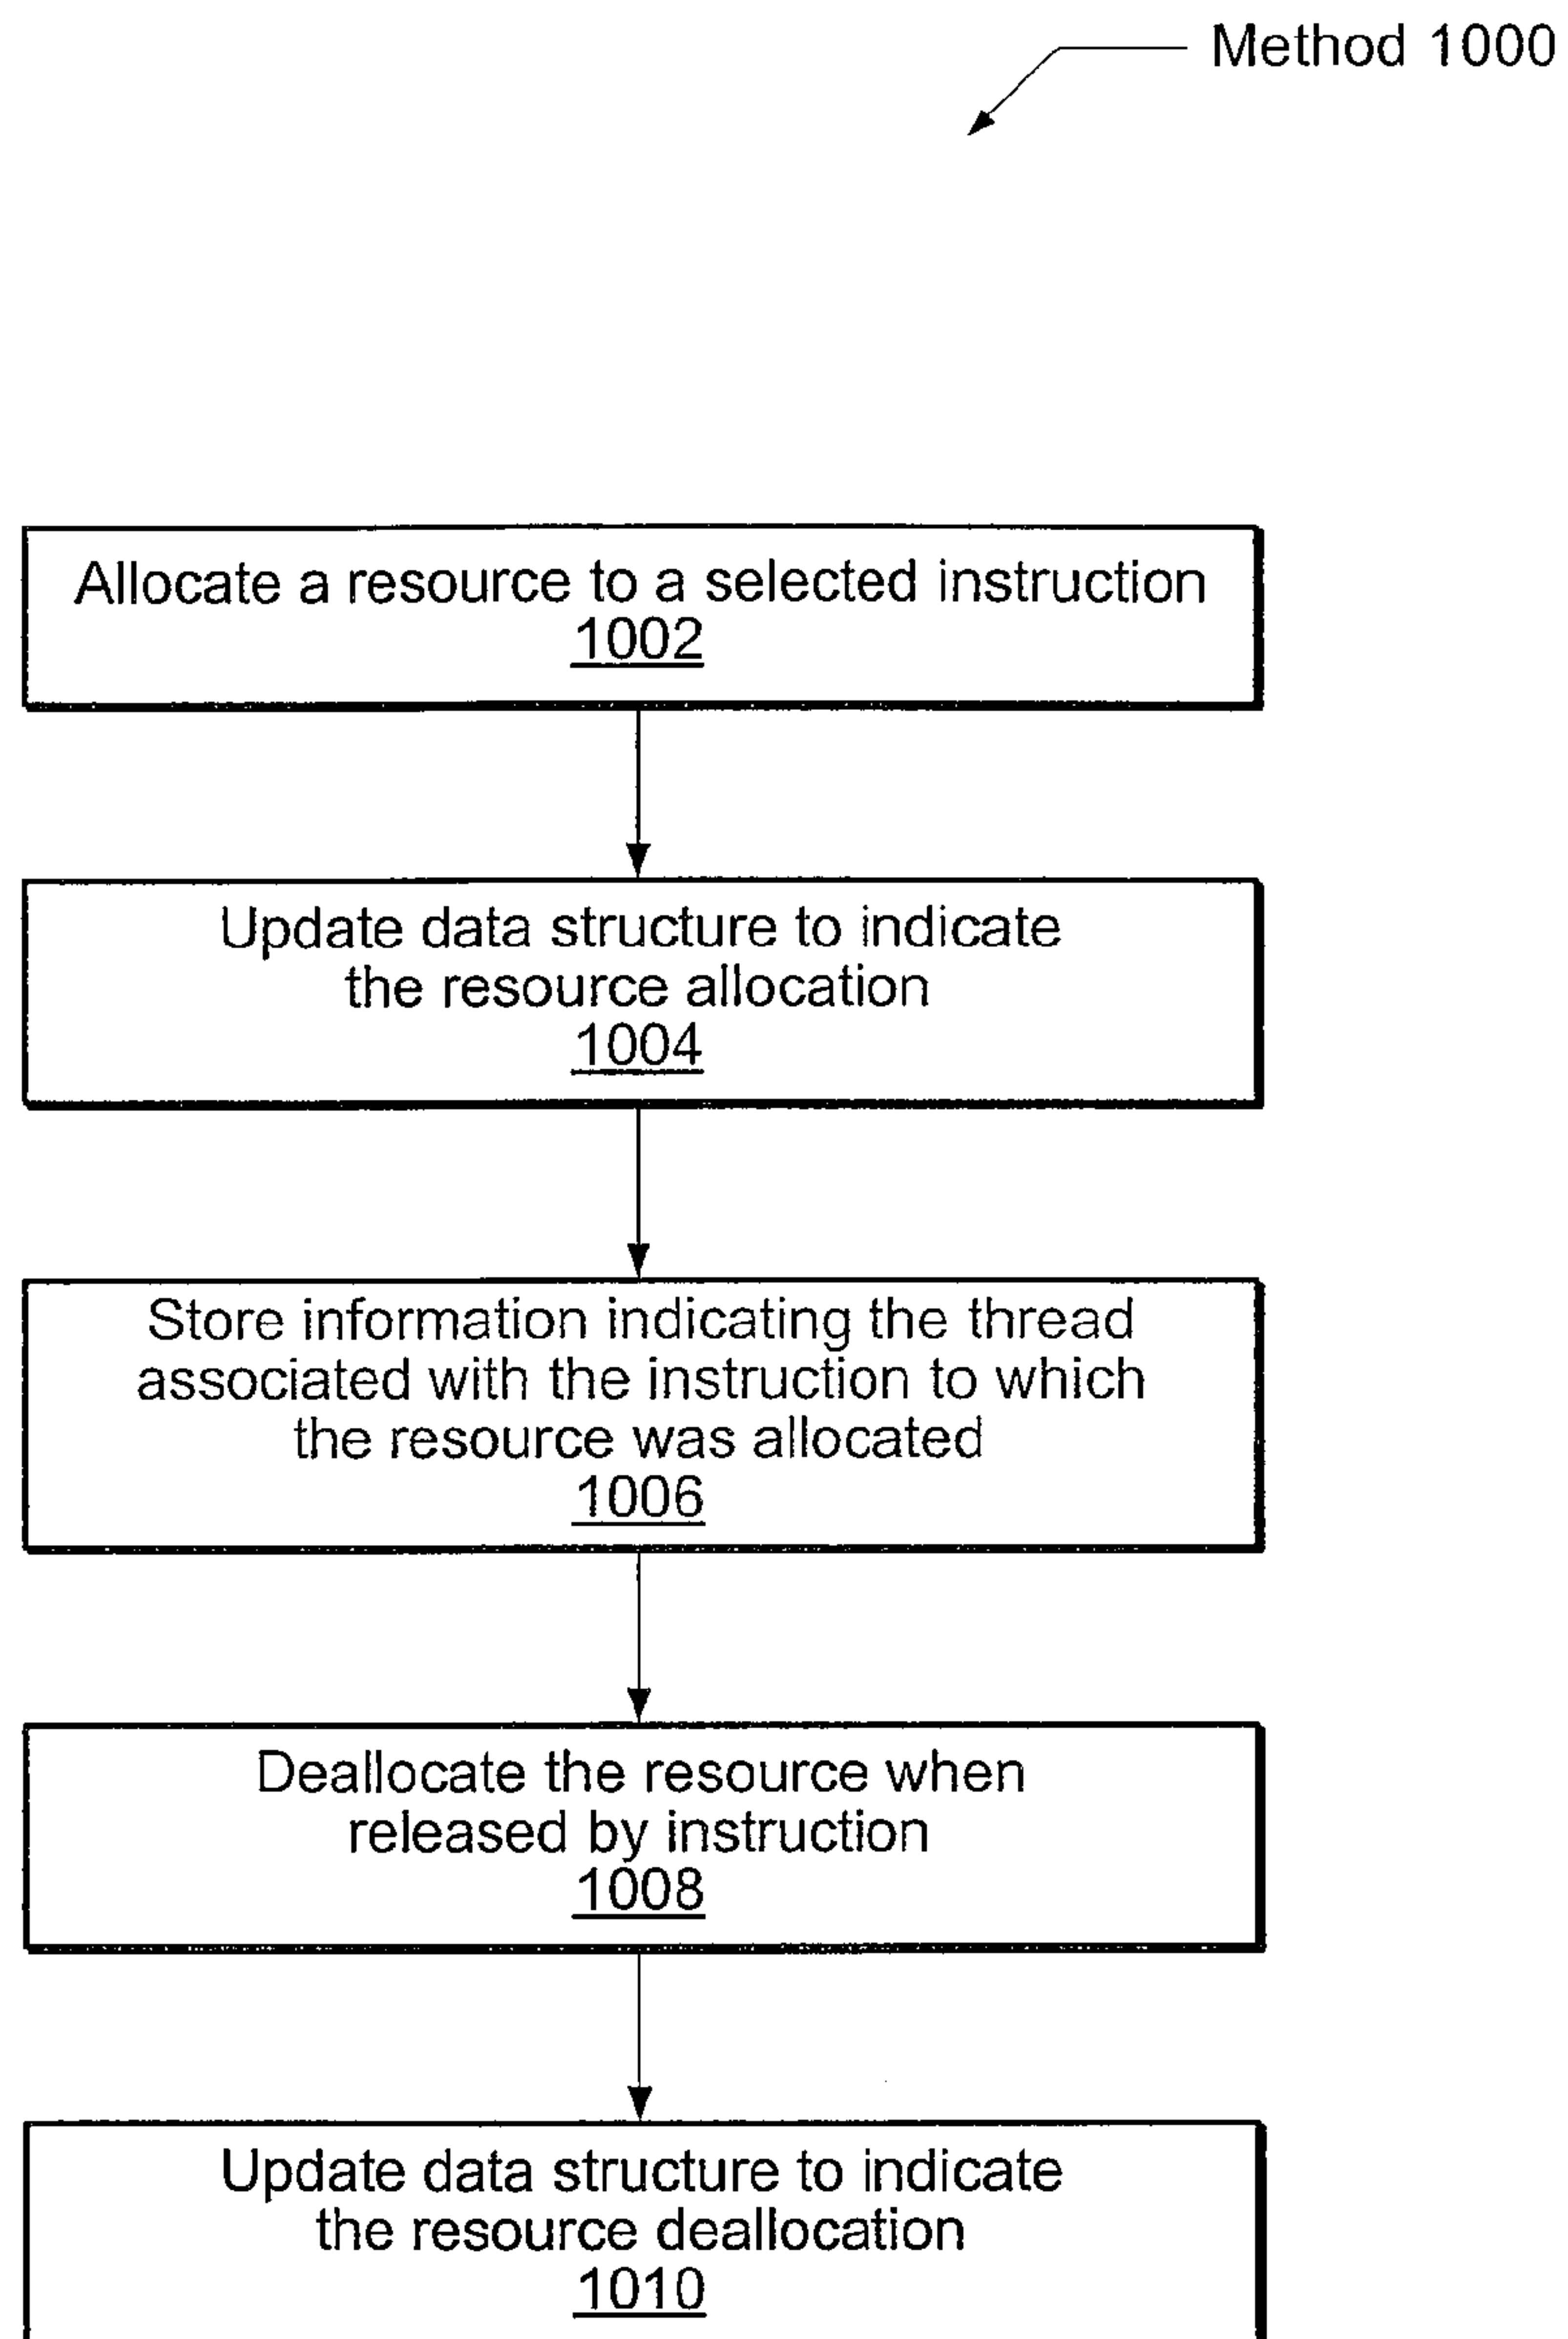 Method 1000
Allocate a resource to a selected instruction
1002
Update data structure to indicate
the resource allocation
1004
Store information indicating the thread
associated with the instruction to which
the resource was allocated
1006
Deallocate the resource when
released by instruction
1008
Update data structure to indicate
the resource deallocation
1010